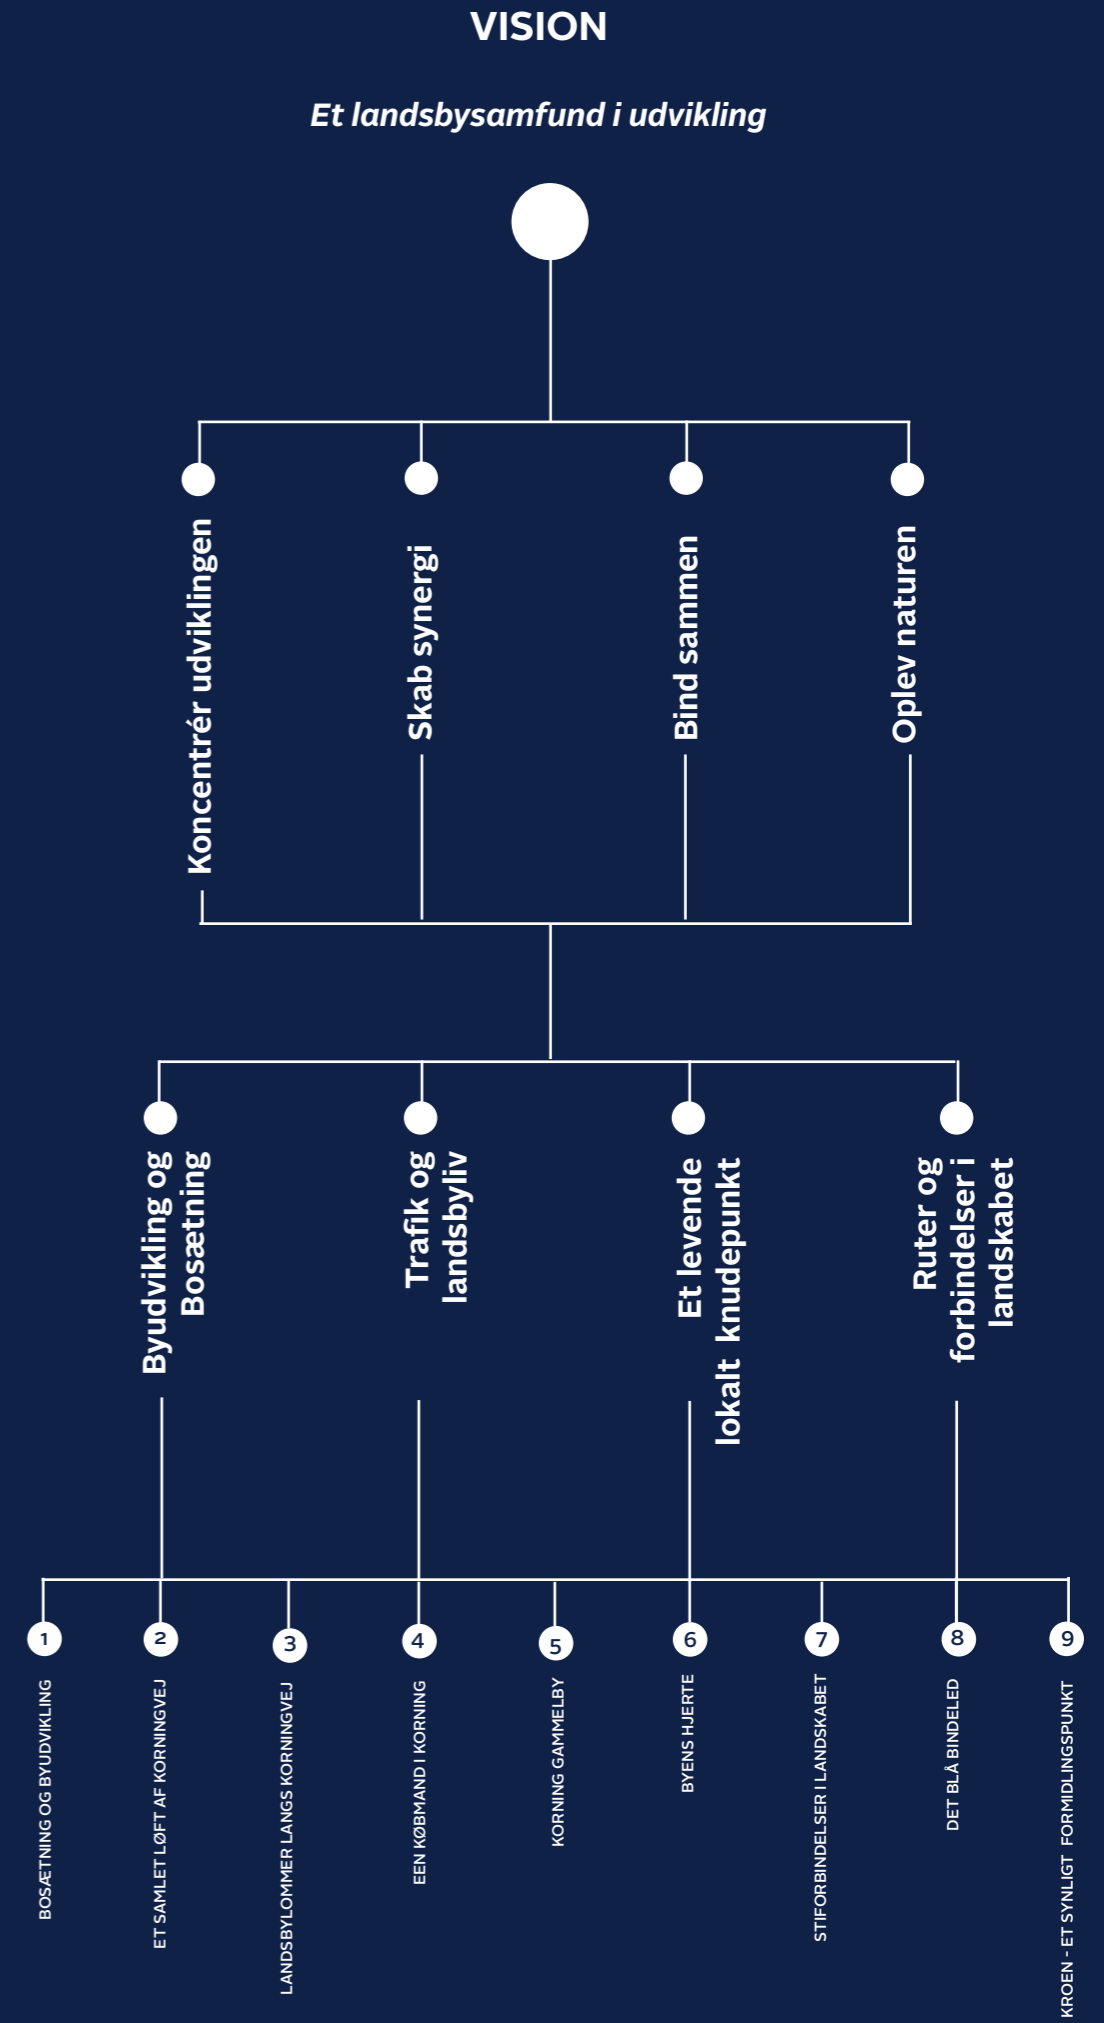 VISION
Et landsbysamfund i udvikling
Koncentrér udviklingen
Skab synergi
Bind sammen
Oplev naturen
Byudvikling og
Bosætning
Trafik og
landsbyliv
Et levende
lokalt knudepunkt
Ruter og
forbindelser i
landskabet
1
BOSÆTNING OG BYUDVIKLING
2
ET SAMLET LØFT AF KORNINGVEJ
3
LANDSBYLOMMER LANGS KORNINGVEJ
4
EEN KØBMAND I KORNING
5
KORNING GAMMELBY
6
BYENS HJERTE
7
STIFORBINDELSER I LANDSKABET
8
DET BLÅ BINDELED
9
KROEN - ET SYNLIGT FORMIDLINGSPUNKT